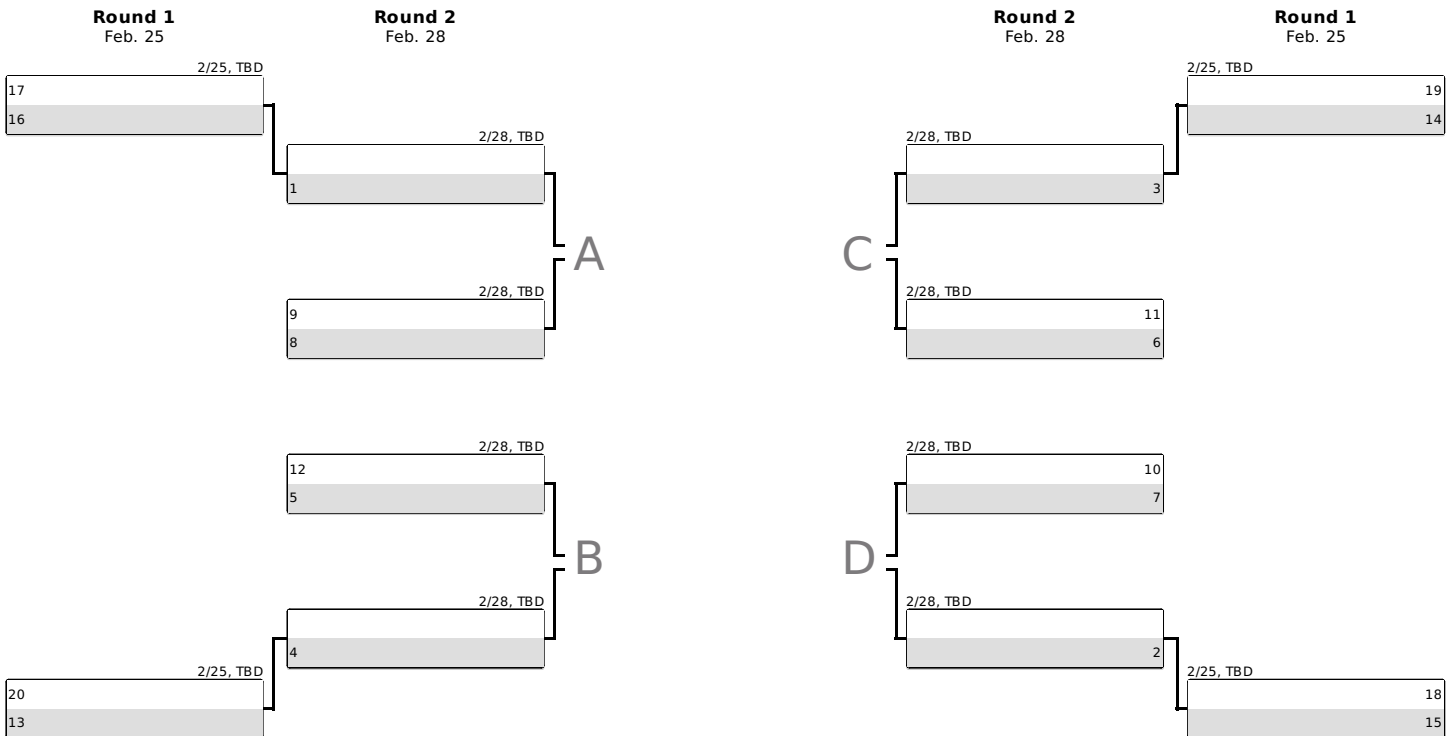 Round 1
Feb. 25
Round 2
Feb. 28
Round 2
Feb. 28
Round 1
Feb. 25
2/25, TBD
17
16
2/28, TBD
1
A
2/28, TBD
9
8
2/28, TBD
12
5
B
2/28, TBD
4
2/25, TBD
20
13
2/25, TBD
19
14
2/28, TBD
3
C
2/28, TBD
11
6
2/28, TBD
10
7
D
2/28, TBD
2
2/25, TBD
18
15